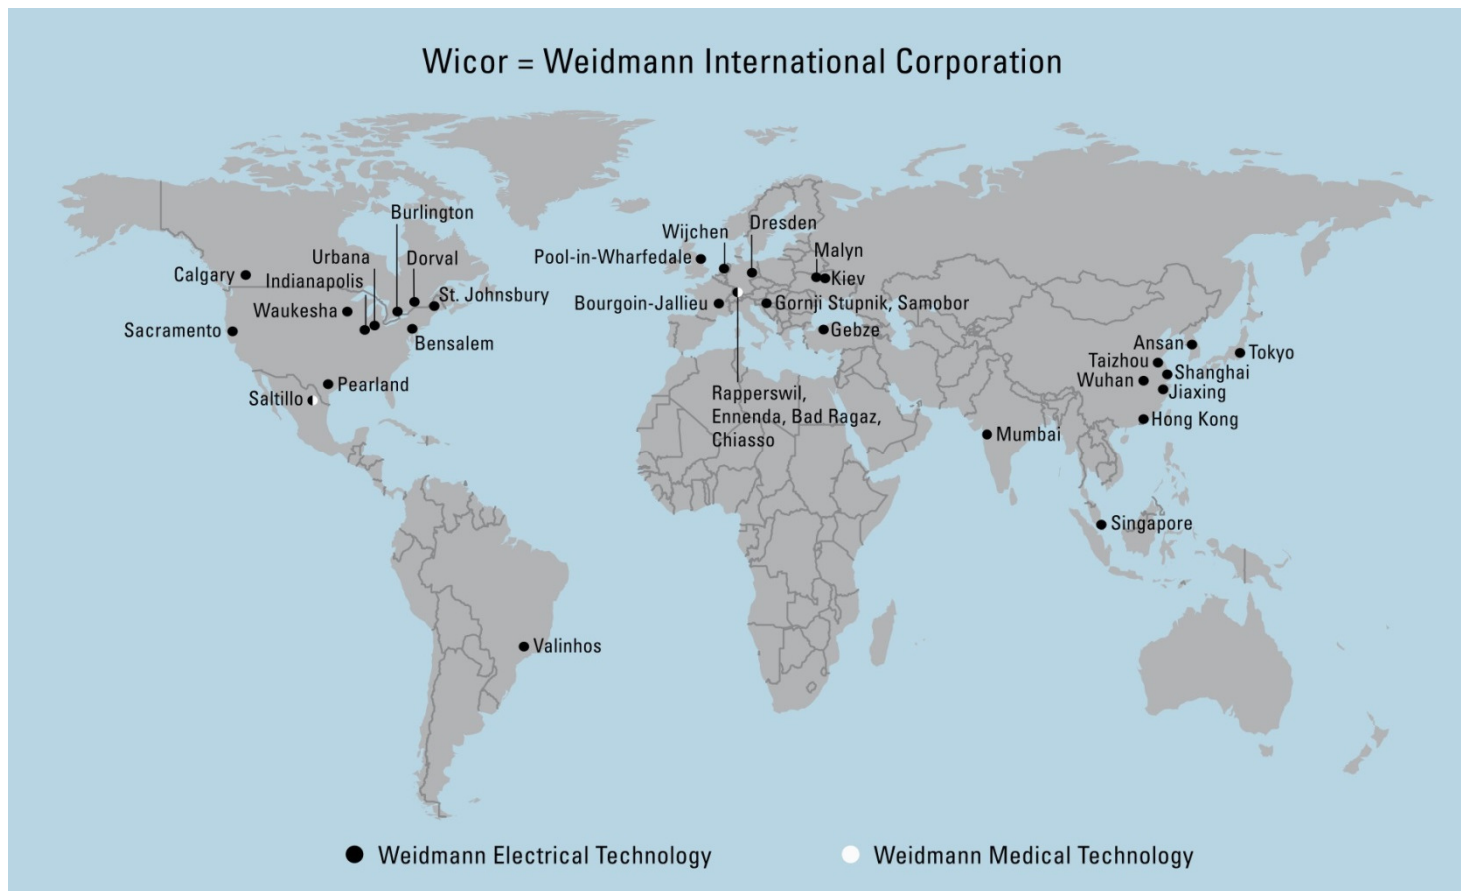 Wicor = Weidmann International Corporation
Burlington
Wijchen
Dresden
Urbana
Dorval
Pool-in-Wharfedale
Malyn
Calgary
Indianapolis
Kiev
St. Johnsbury
Waukesha
Bourgoin-Jallieu
Gornji Stupnik, Samobor
Sacramento
Bensalem
Gebze
Ansan
Tokyo
Taizhou
Shanghai
Wuhan
Jiaxing
Pearland
Saltillo
Rapperswil,
Ennenda, Bad Ragaz,
Chiasso
Hong Kong
Mumbai
Singapore
Valinhos
Weidmann Electrical Technology
Weidmann Medical Technology